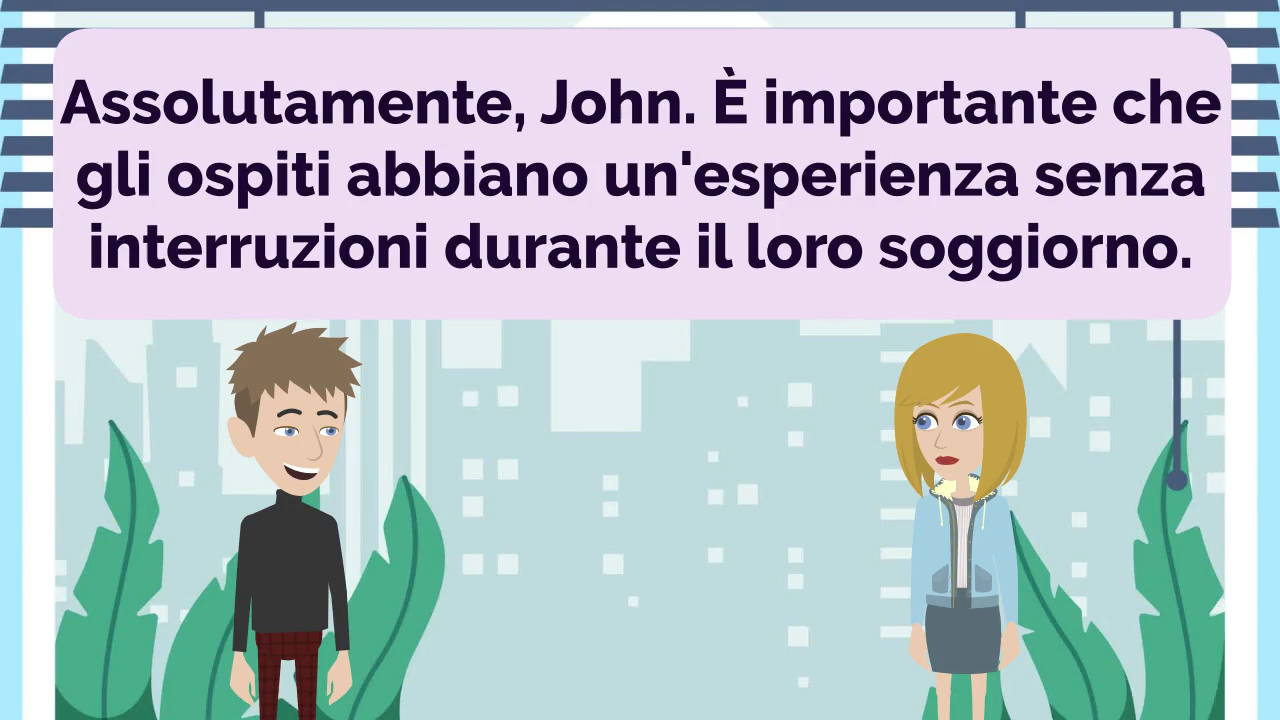 Assolutamente, John. È importante che
gli ospiti abbiano un'esperienza senza
interruzioni durante il loro soggiorno.